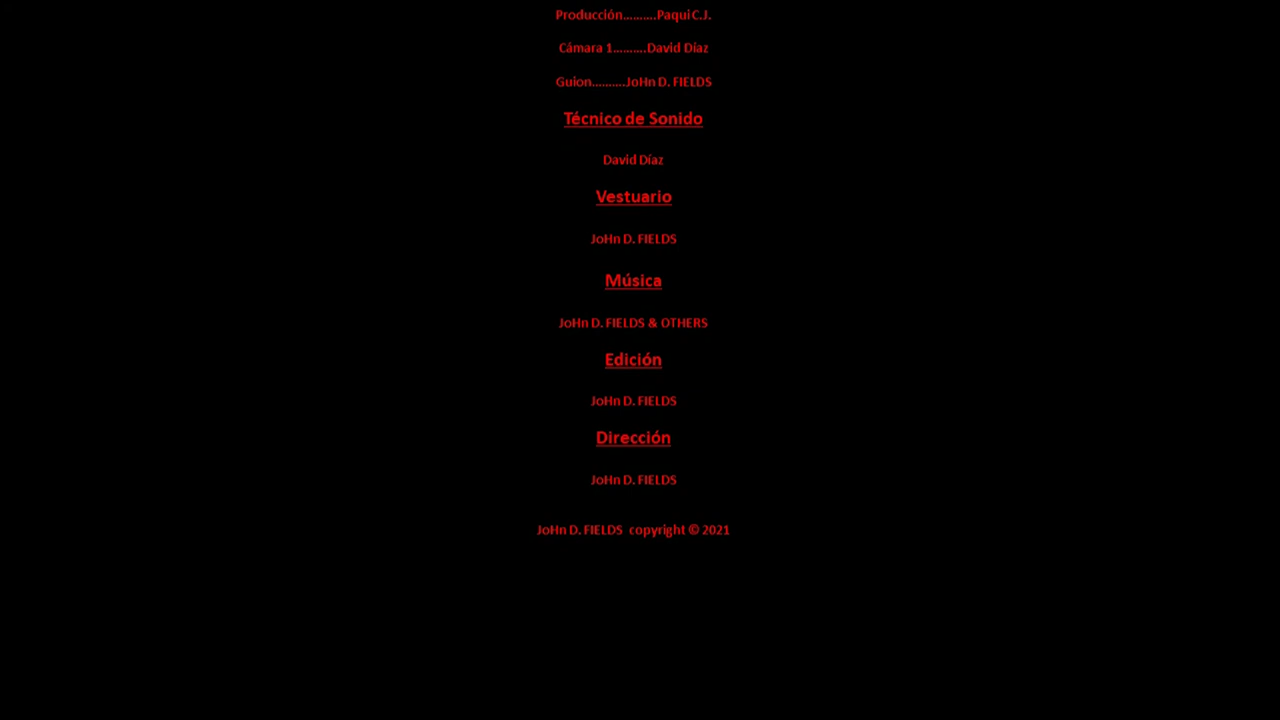 Producción..........Paqui C.J.
Cámara 1..........David Díaz
Guion..........JoHn D. FIELDS
Técnico de Sonido
David Díaz
Vestuario
JoHn D. FIELDS
Música
JoHn D. FIELDS & OTHERS
Edición
JoHn D. FIELDS
Dirección
JoHn D. FIELDS
JoHn D. FIELDS  copyright © 2021